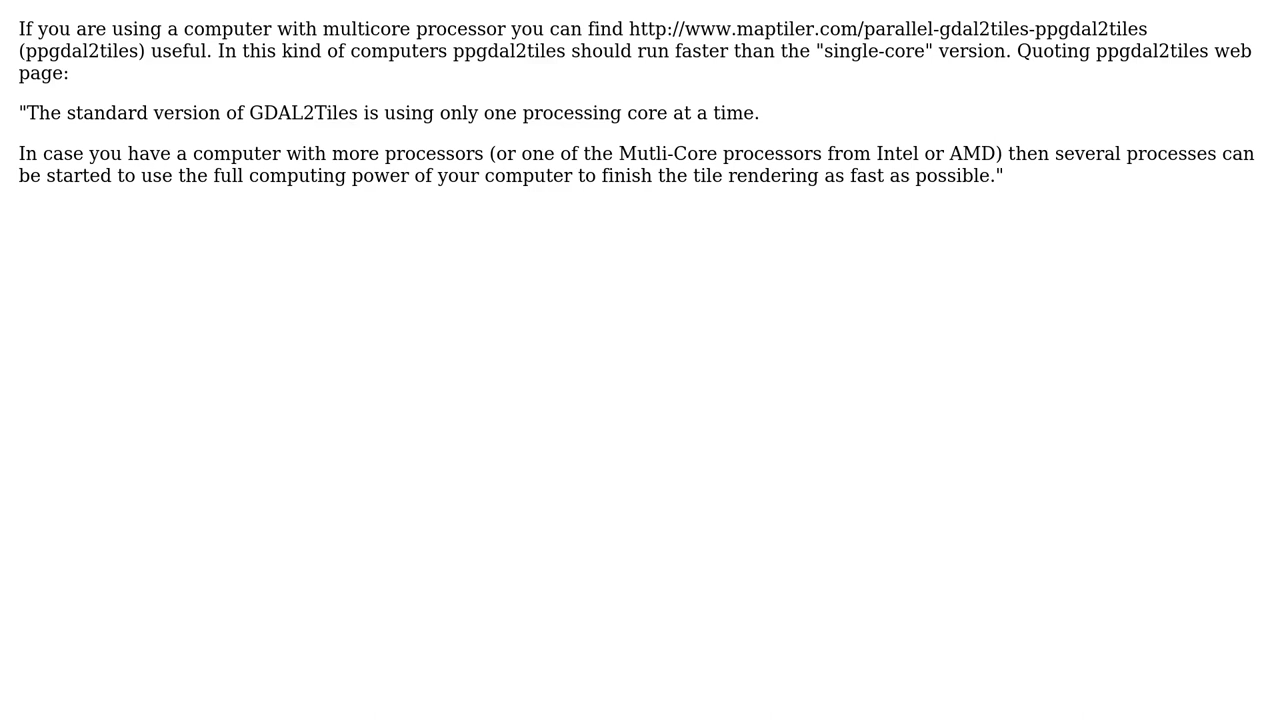 If you are using a computer with multicore processor you can find http://www.maptiler.com/parallel-gdal2tiles-ppgdal2tiles
(ppgdal2tiles) useful. In this kind of computers ppgdal2tiles should run faster than the "single-core" version. Quoting ppgdal2tiles web
page:
"The standard version of GDAL2Tiles is using only one processing core at a time.
In case you have a computer with more processors (or one of the Mutli-Core processors from Intel or AMD) then several processes can
be started to use the full computing power of your computer to finish the tile rendering as fast as possible."